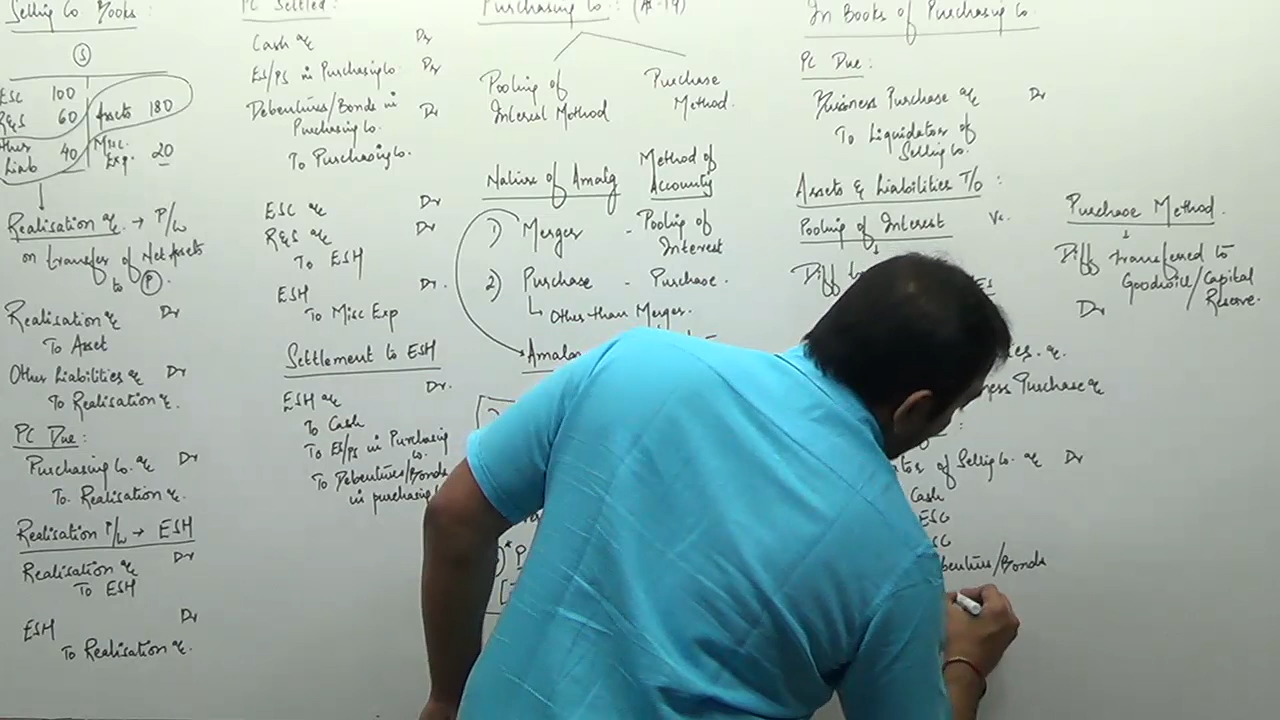 Selling Co Books:
S
ESC 100
R&S 60 Assets 180
Other Liab 40 Misc. Exp. 20
Realisation a/c → P/L
on transfer of Net Assets
to P.
Realisation a/c Dr
To Asset
Other Liabilities a/c Dr
To Realisation a/c.
PC Due:
Purchasing Co. a/c Dr
To Realisation a/c.
Realisation P/L → ESH
Realisation a/c Dr
To ESH
ESH Dr
To Realisation a/c.
PC Settled:
Cash a/c Dr
ES/PS in Purchasing Co. Dr
Debentures/Bonds in Dr
Purchasing Co.
To Purchasing Co.
ESC a/c Dr
R&S a/c Dr
To ESH
ESH Dr.
To Misc Exp
Settlement to ESH
ESH a/c Dr.
To Cash
To ES/PS in Purchasing
Co.
To Debentures/Bonds
in purchasing
Purchasing Co:
Pooling of
Interest Method
Purchase
Method.
Nature of Amalg
Method of
Accounty
1) Merger - Pooling of
Interest
2) Purchase - Purchase.
Other than Merger.
In Books of Purchasing Co.
PC Due:
Business Purchase a/c Dr
To Liquidator of
Selling Co.
Assets & Liabilities T/O:
Pooling of Interest Vs.
Diff
Purchase Method.
Diff transferred to
Goodwill/Capital
Reserve.
Dr
Purchase a/c
of Selling Co. a/c Dr
Cash
ESC
/Bonds